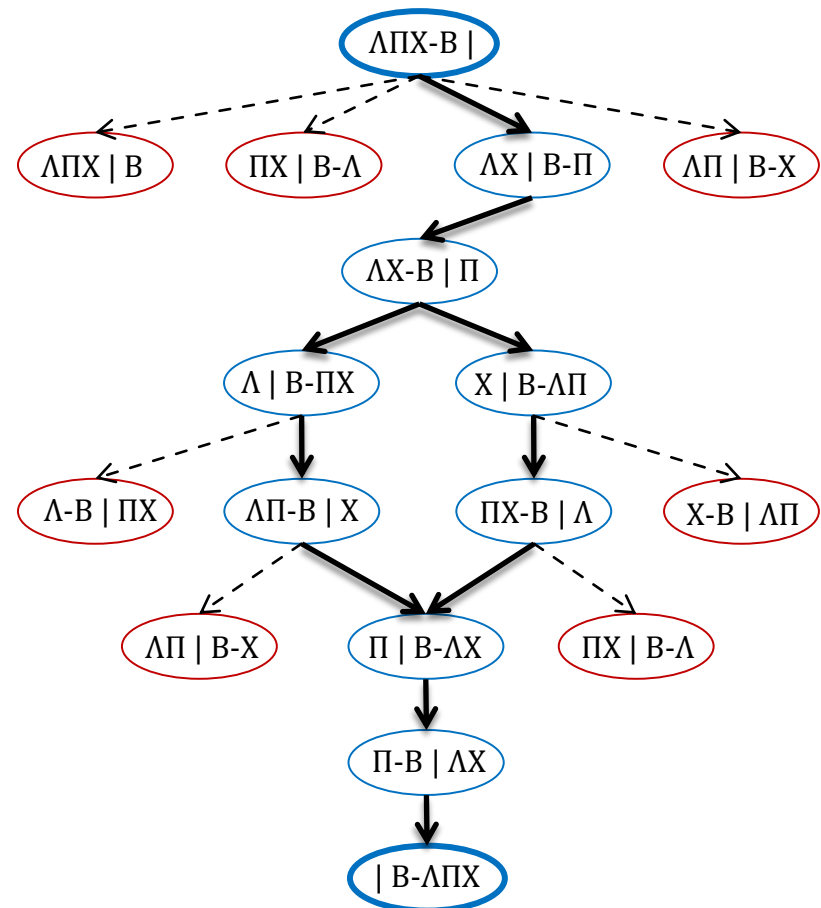 ΛΠΧ-Β |
ΛΠΧ | Β
ΠΧ | Β-Λ
ΛΧ | Β-Π
ΛΠ | Β-Χ
ΛΧ-Β | Π
Λ | Β-ΠΧ
Χ | Β-ΛΠ
Λ-Β | ΠΧ
ΛΠ-Β | Χ
ΠΧ-Β | Λ
Χ-Β | ΛΠ
ΛΠ | Β-Χ
Π | Β-ΛΧ
ΠΧ | Β-Λ
Π-Β | ΛΧ
| Β-ΛΠΧ